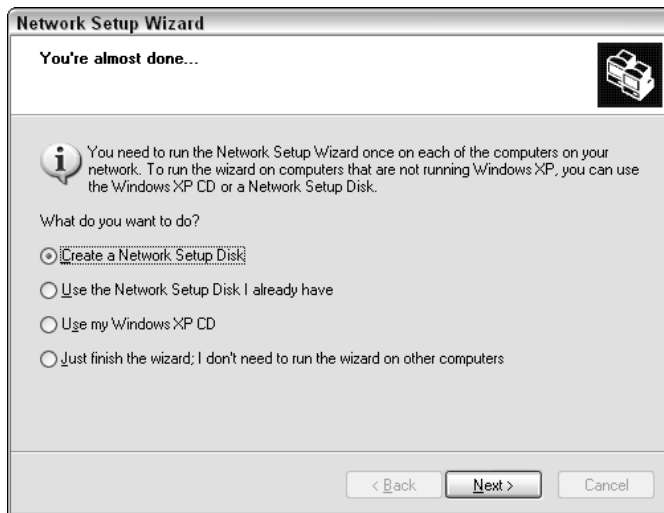 Network Setup Wizard
You're almost done...
You need to run the Network Setup Wizard once on each of the computers on your
network. To run the wizard on computers that are not running Windows XP, you can use
the Windows XP CD or a Network Setup Disk.
What do you want to do?
Create a Network Setup Disk
Use the Network Setup Disk I already have
Use my Windows XP CD
Just finish the wizard; I don't need to run the wizard on other computers
< Back Next > Cancel